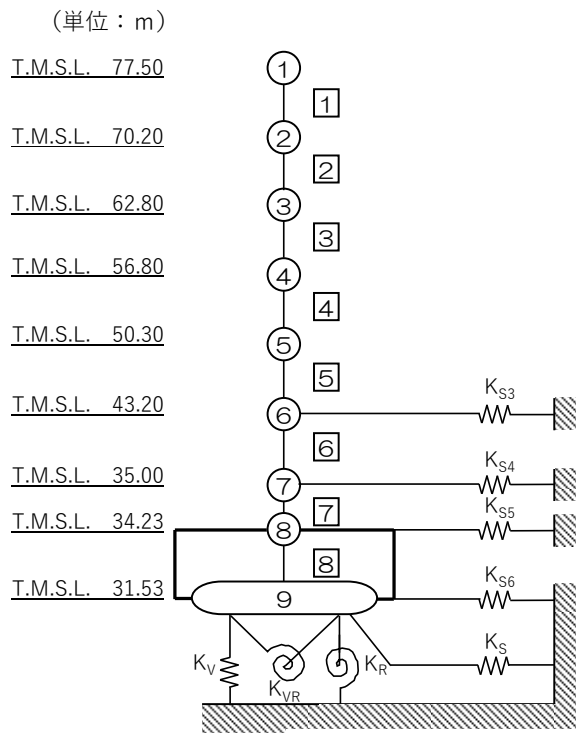 (単位：m)
T.M.S.L. 77.50 1
1
T.M.S.L. 70.20 2
2
T.M.S.L. 62.80 3
3
T.M.S.L. 56.80 4
4
T.M.S.L. 50.30 5
5
KS3
T.M.S.L. 43.20 6
6
KS4
T.M.S.L. 35.00 7
KS5
7
T.M.S.L. 34.23 8
8
KS6
T.M.S.L. 31.53 9
KS
KV
KR
KVR